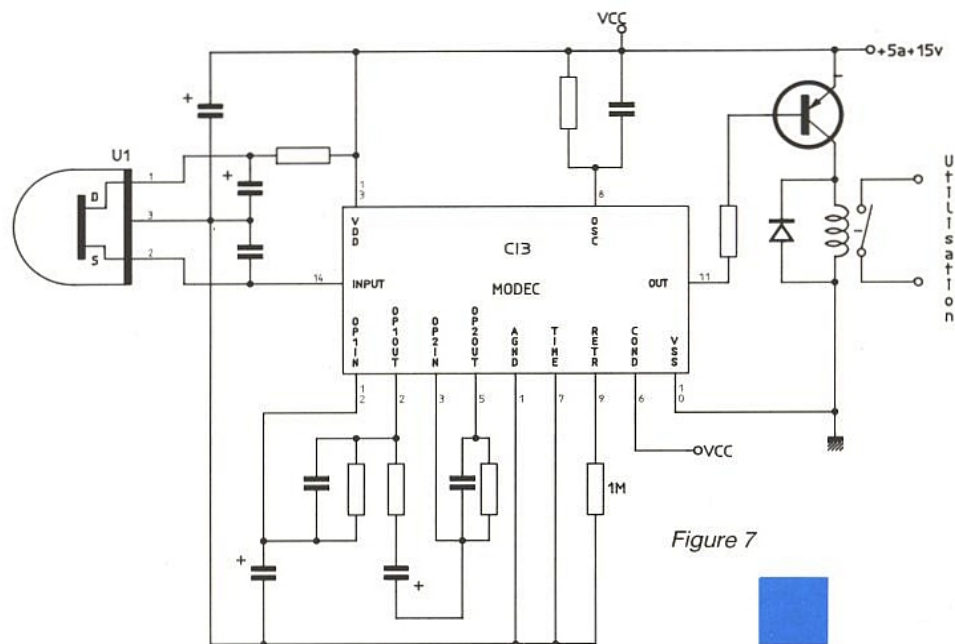 VCC
+5a+15v
+
U1
1
+
D
3
S
2
13
8
VDD
OSC
CI3
14
INPUT
MODEC
OUT
11
OP1IN
OP1OUT
OP2IN
OP2OUT
AGND
TIME
RETR
COND
VSS
12
2
3
5
1
7
9
6
10
VCC
1M
+
+
Utilisation
Figure 7